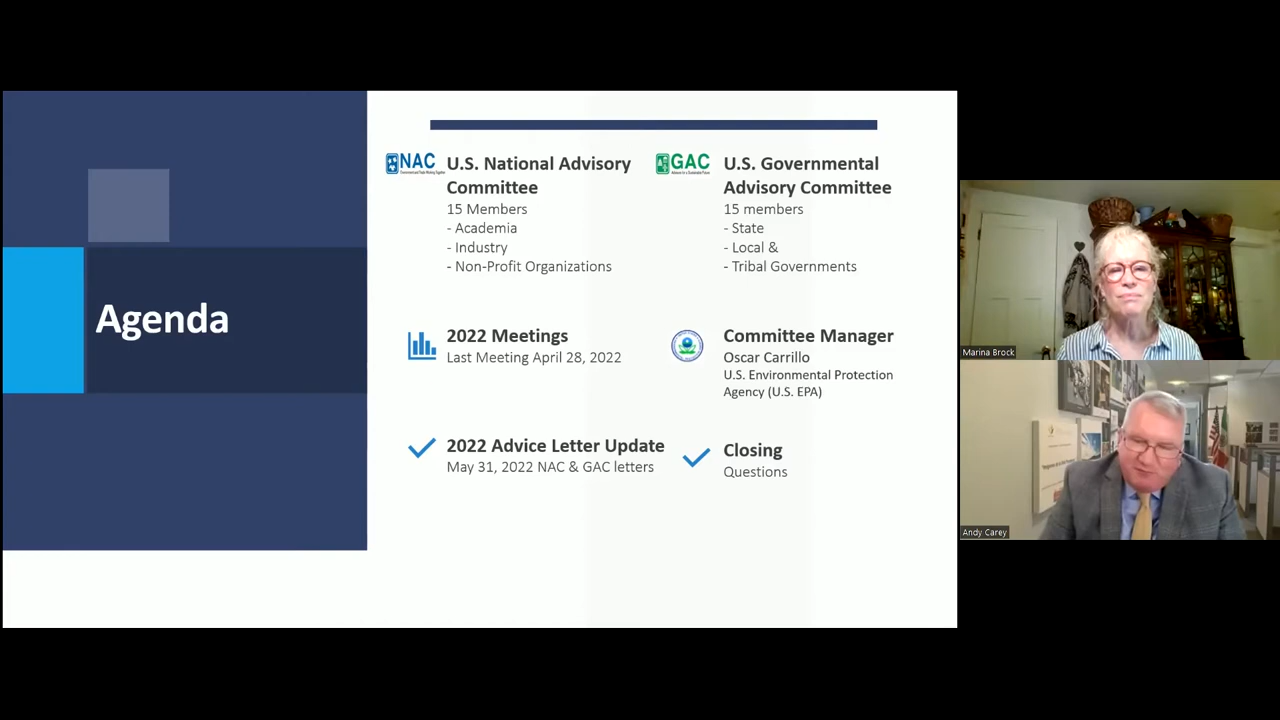 Agenda
NAC
U.S. National Advisory
Committee
15 Members
- Academia
- Industry
- Non-Profit Organizations
GAC
U.S. Governmental
Advisory Committee
15 members
- State
- Local &
- Tribal Governments
2022 Meetings
Last Meeting April 28, 2022
Committee Manager
Oscar Carrillo
U.S. Environmental Protection
Agency (U.S. EPA)
2022 Advice Letter Update
May 31, 2022 NAC & GAC letters
Closing
Questions
Marina Brock
Andy Carey